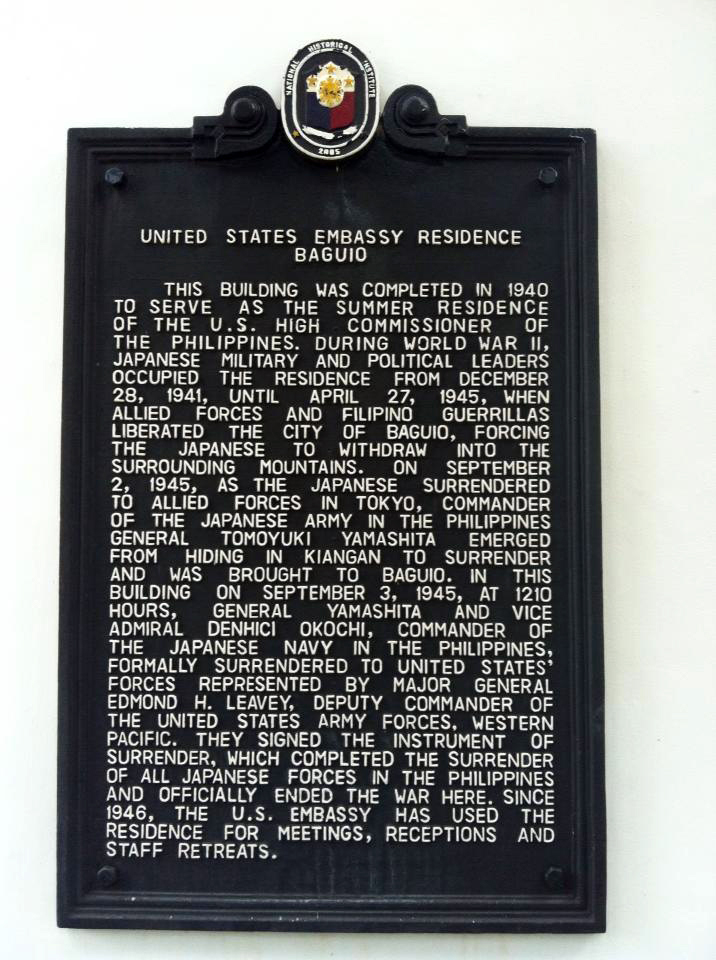 NATIONAL HISTORICAL INSTITUTE
2005
UNITED STATES EMBASSY RESIDENCE
BAGUIO
THIS BUILDING WAS COMPLETED IN 1940
TO SERVE AS THE SUMMER RESIDENCE
OF THE U.S. HIGH COMMISSIONER OF
THE PHILIPPINES. DURING WORLD WAR II,
JAPANESE MILITARY AND POLITICAL LEADERS
OCCUPIED THE RESIDENCE FROM DECEMBER
28, 1941, UNTIL APRIL 27, 1945, WHEN
ALLIED FORCES AND FILIPINO GUERRILLAS
LIBERATED THE CITY OF BAGUIO, FORCING
THE JAPANESE TO WITHDRAW INTO THE
SURROUNDING MOUNTAINS. ON SEPTEMBER
2, 1945, AS THE JAPANESE SURRENDERED
TO ALLIED FORCES IN TOKYO, COMMANDER
OF THE JAPANESE ARMY IN THE PHILIPPINES
GENERAL TOMOYUKI YAMASHITA EMERGED
FROM HIDING IN KIANGAN TO SURRENDER
AND WAS BROUGHT TO BAGUIO. IN THIS
BUILDING ON SEPTEMBER 3, 1945, AT 1210
HOURS, GENERAL YAMASHITA AND VICE
ADMIRAL DENHICI OKOCHI, COMMANDER OF
THE JAPANESE NAVY IN THE PHILIPPINES,
FORMALLY SURRENDERED TO UNITED STATES'
FORCES REPRESENTED BY MAJOR GENERAL
EDMOND H. LEAVEY, DEPUTY COMMANDER OF
THE UNITED STATES ARMY FORCES, WESTERN
PACIFIC. THEY SIGNED THE INSTRUMENT OF
SURRENDER, WHICH COMPLETED THE SURRENDER
OF ALL JAPANESE FORCES IN THE PHILIPPINES
AND OFFICIALLY ENDED THE WAR HERE. SINCE
1946, THE U.S. EMBASSY HAS USED THE
RESIDENCE FOR MEETINGS, RECEPTIONS AND
STAFF RETREATS.